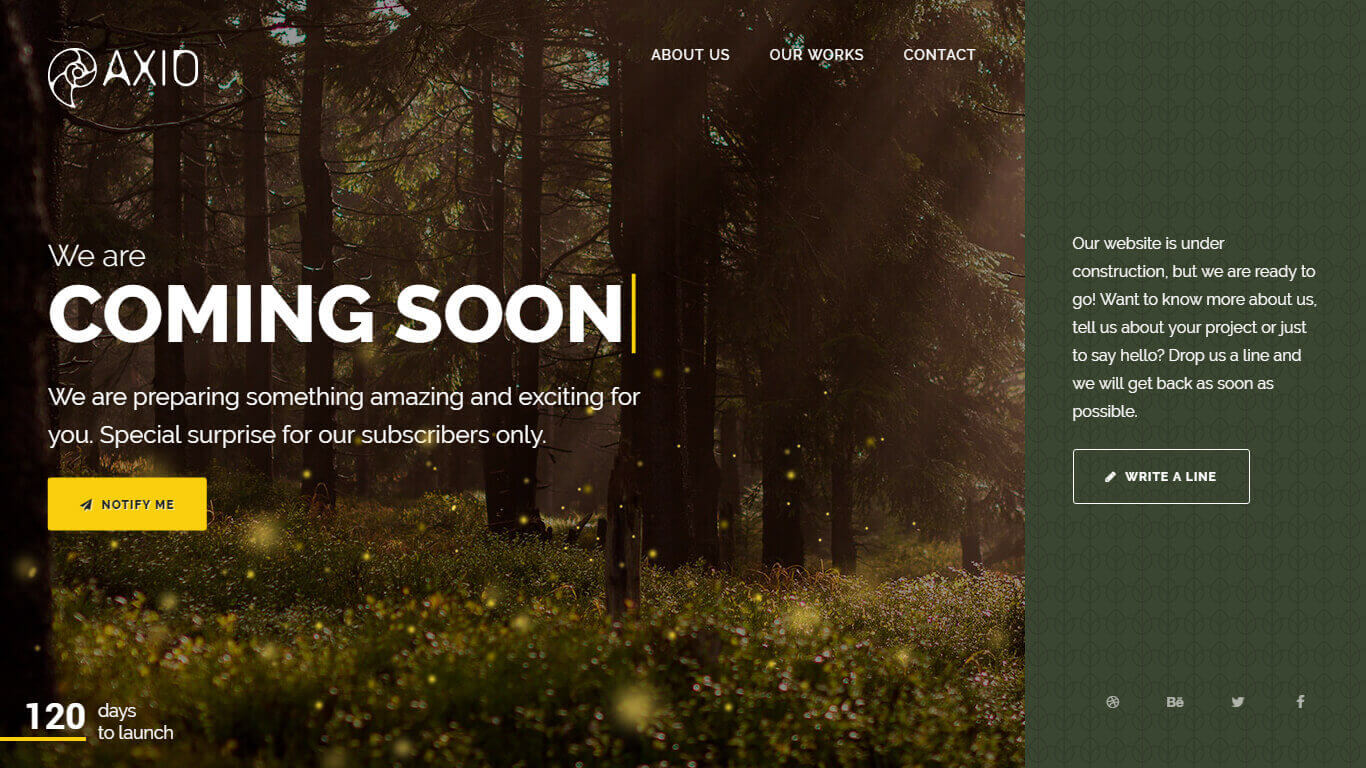 AXIO
ABOUT US
OUR WORKS
CONTACT
We are
COMING SOON
We are preparing something amazing and exciting for
you. Special surprise for our subscribers only.
NOTIFY ME
120
days
to launch
Our website is under
construction, but we are ready to
go! Want to know more about us,
tell us about your project or just
to say hello? Drop us a line and
we will get back as soon as
possible.
WRITE A LINE
Bē